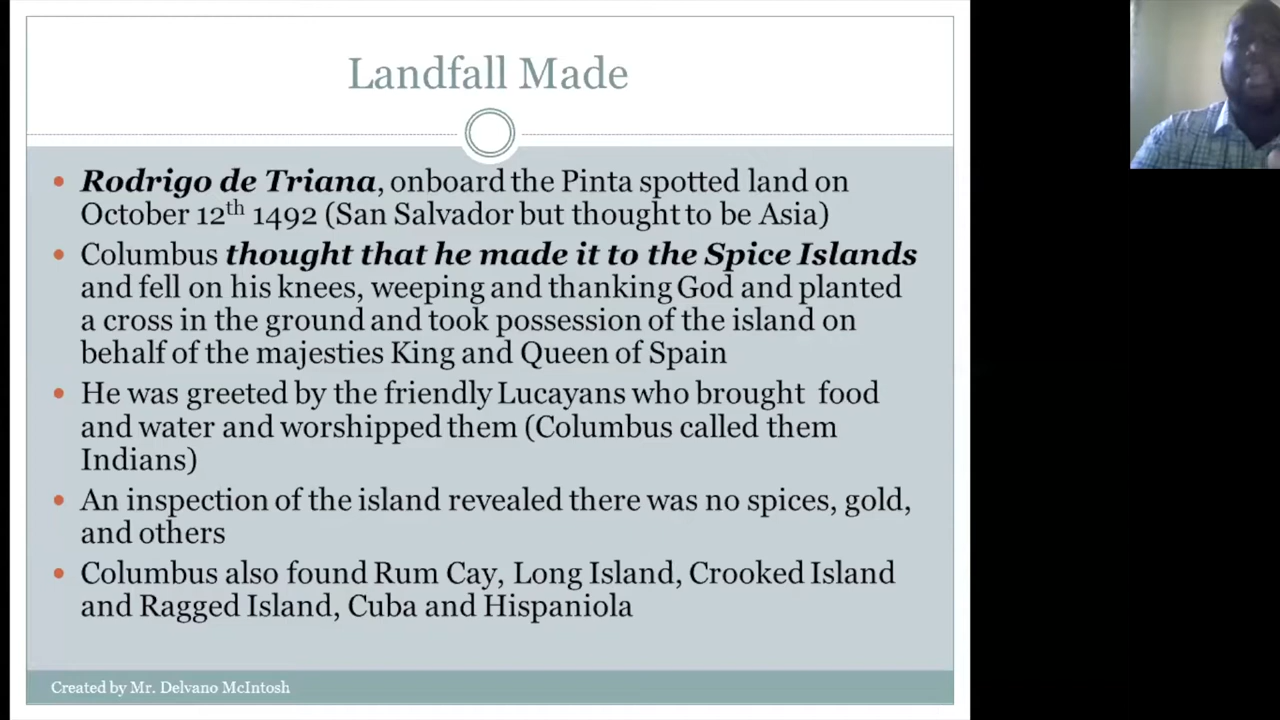 Landfall Made
• Rodrigo de Triana, onboard the Pinta spotted land on
October 12th 1492 (San Salvador but thought to be Asia)
• Columbus thought that he made it to the Spice Islands
and fell on his knees, weeping and thanking God and planted
a cross in the ground and took possession of the island on
behalf of the majesties King and Queen of Spain
• He was greeted by the friendly Lucayans who brought food
and water and worshipped them (Columbus called them
Indians)
• An inspection of the island revealed there was no spices, gold,
and others
• Columbus also found Rum Cay, Long Island, Crooked Island
and Ragged Island, Cuba and Hispaniola
Created by Mr. Delvano McIntosh